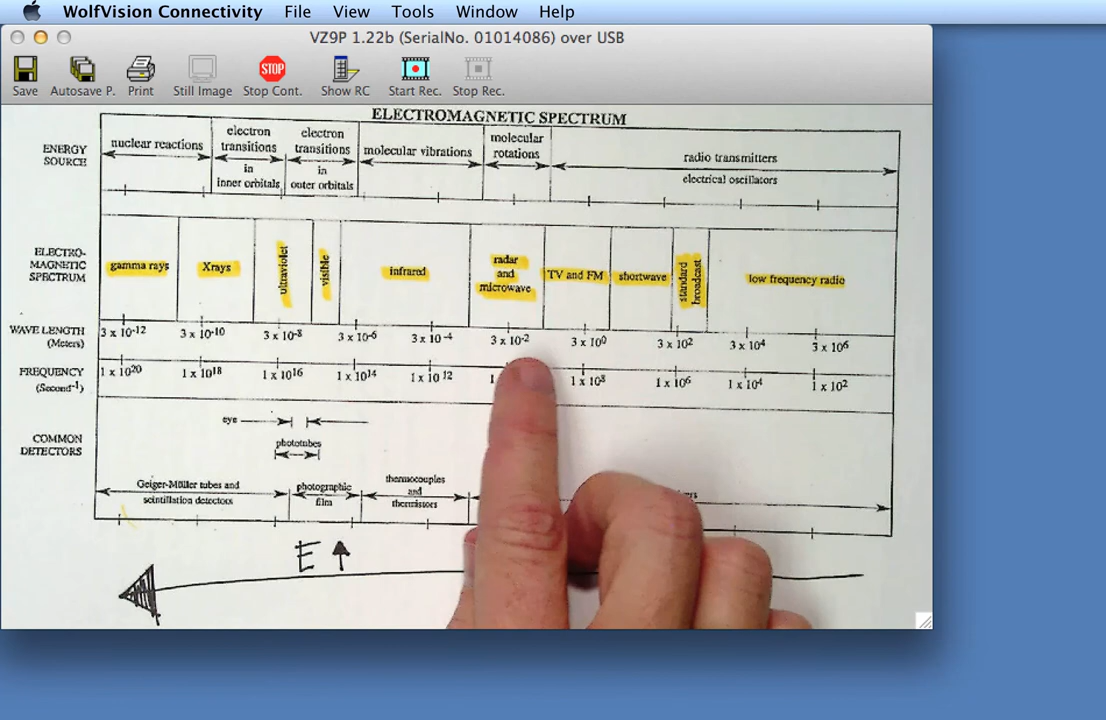 WolfVision Connectivity File View Tools Window Help
VZ9P 1.22b (SerialNo. 01014086) over USB
Save Autosave P. Print Still Image Stop Cont. Show RC Start Rec. Stop Rec.
STOP
ELECTROMAGNETIC SPECTRUM
ENERGY
SOURCE
nuclear reactions
electron
transitions
in
inner orbitals
electron
transitions
in
outer orbitals
molecular vibrations
molecular
rotations
radio transmitters
electrical oscillators
ELECTRO-
MAGNETIC
SPECTRUM
gamma rays
Xrays
ultraviolet
visible
infrared
radar
and
microwave
TV and FM
shortwave
standard
broadcast
low frequency radio
WAVE LENGTH
(Meters)
3 x 10-12 3 x 10-10 3 x 10-8 3 x 10-6 3 x 10-4 3 x 10-2 3 x 100 3 x 102 3 x 104 3 x 106
FREQUENCY
(Second-1)
1 x 1020 1 x 1018 1 x 1016 1 x 1014 1 x 1012 1 x 108 1 x 106 1 x 104 1 x 102
COMMON
DETECTORS
eye
phototubes
Geiger-Müller tubes and
scintillation detectors
photographic
film
thermocouples
and
thermistors
E↑